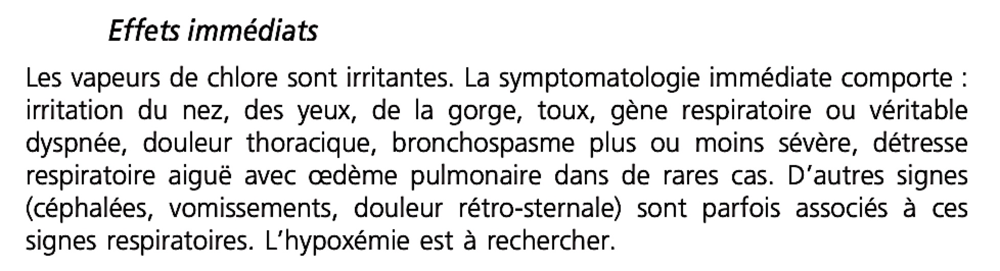 Effets immédiats
Les vapeurs de chlore sont irritantes. La symptomatologie immédiate comporte :
irritation du nez, des yeux, de la gorge, toux, gène respiratoire ou véritable
dyspnée, douleur thoracique, bronchospasme plus ou moins sévère, détresse
respiratoire aiguë avec œdème pulmonaire dans de rares cas. D’autres signes
(céphalées, vomissements, douleur rétro-sternale) sont parfois associés à ces
signes respiratoires. L’hypoxémie est à rechercher.